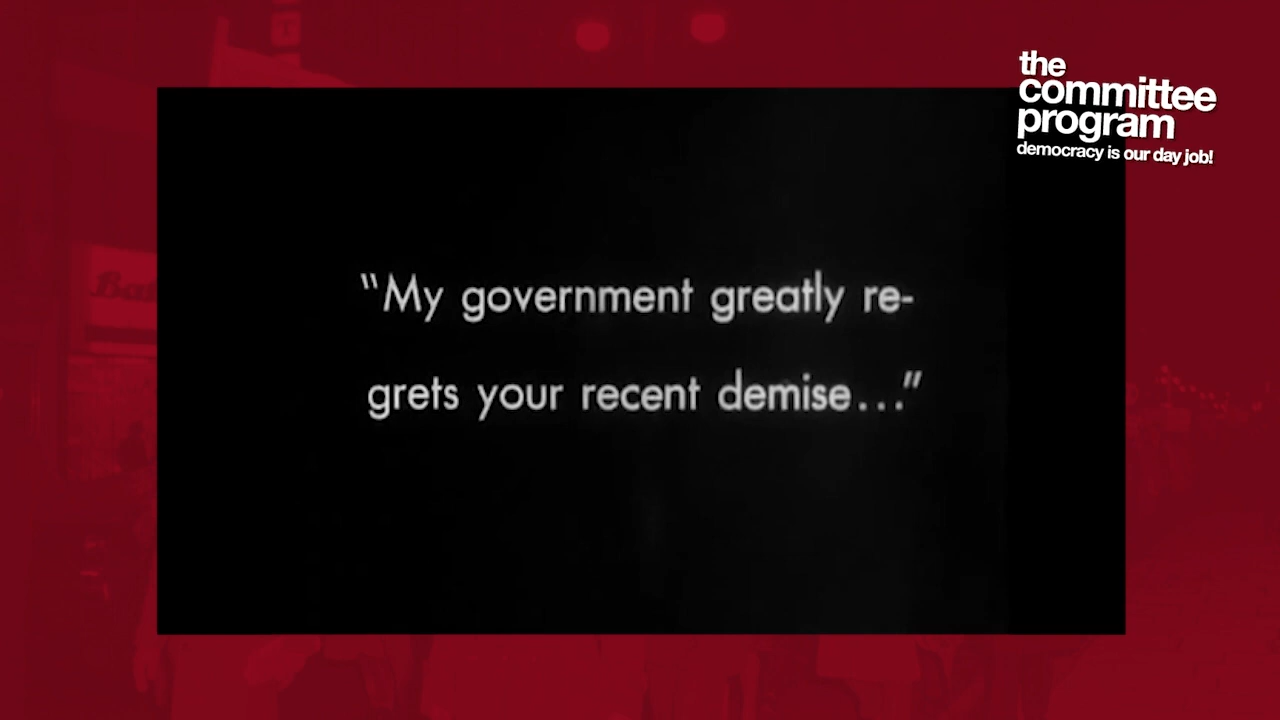 the
committee
program
democracy is our day job!
"My government greatly re-
grets your recent demise..."